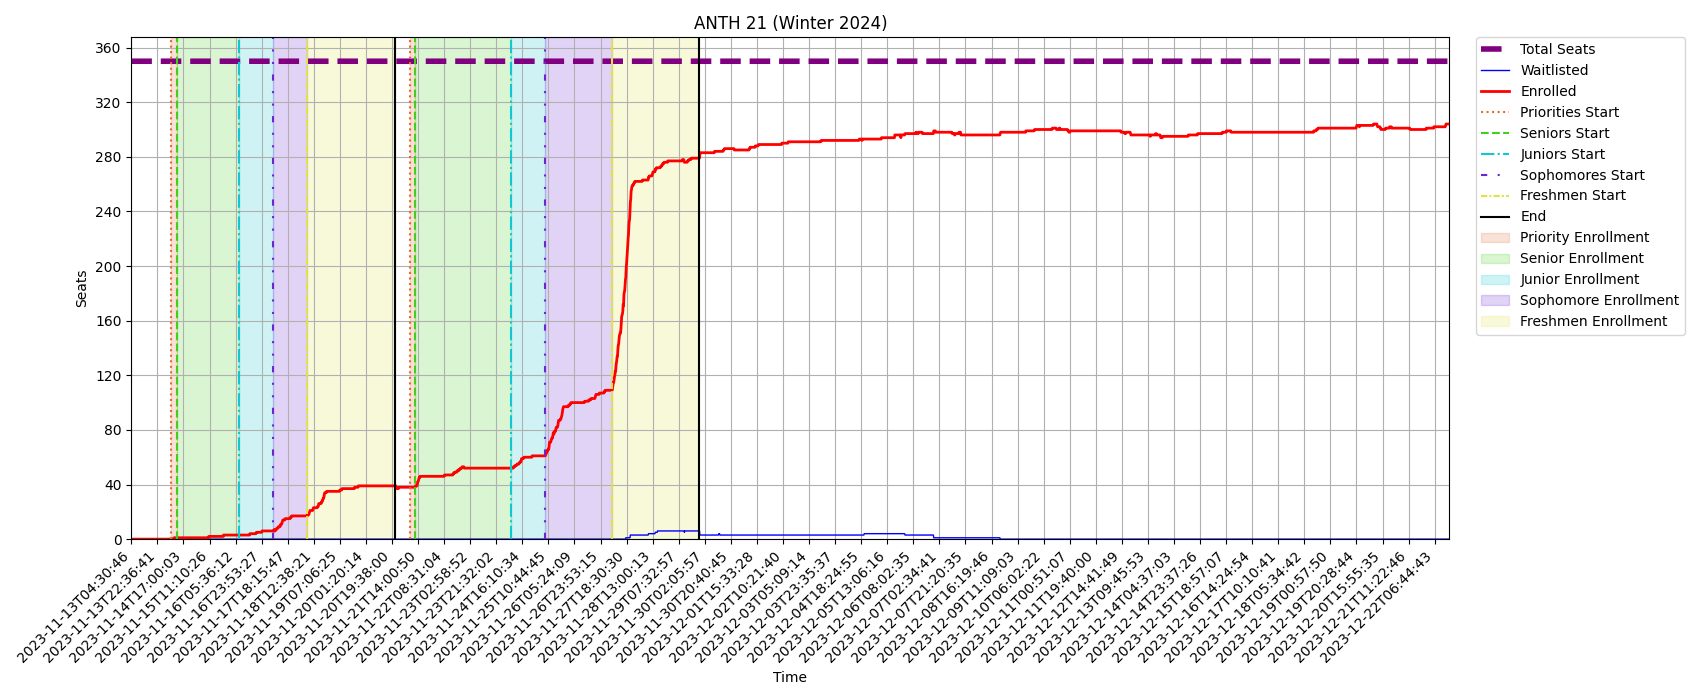 ANTH 21 (Winter 2024)
360
320
280
240
200
160
120
80
40
0
Seats
2023-11-13T04:30:46
2023-11-13T22:36:41
2023-11-14T17:00:03
2023-11-15T11:10:26
2023-11-16T05:36:12
2023-11-16T23:53:27
2023-11-17T18:15:47
2023-11-18T12:38:21
2023-11-19T07:06:25
2023-11-20T01:20:14
2023-11-20T19:38:00
2023-11-21T14:00:50
2023-11-22T08:31:04
2023-11-23T02:58:52
2023-11-23T21:32:02
2023-11-24T16:10:34
2023-11-25T10:44:45
2023-11-26T05:24:09
2023-11-26T23:53:15
2023-11-27T18:30:30
2023-11-28T13:00:13
2023-11-29T07:32:57
2023-11-30T02:05:57
2023-11-30T20:40:45
2023-12-01T15:33:28
2023-12-02T10:21:40
2023-12-03T05:09:14
2023-12-03T23:35:37
2023-12-04T18:24:55
2023-12-05T13:06:16
2023-12-06T08:02:35
2023-12-07T02:34:41
2023-12-07T21:20:35
2023-12-08T16:19:46
2023-12-09T11:09:03
2023-12-10T06:02:22
2023-12-11T00:51:07
2023-12-11T19:40:00
2023-12-12T14:41:49
2023-12-13T09:45:53
2023-12-14T04:37:03
2023-12-14T23:37:26
2023-12-15T18:57:07
2023-12-16T14:24:54
2023-12-17T10:10:41
2023-12-18T05:34:42
2023-12-19T00:57:50
2023-12-19T20:28:44
2023-12-20T15:55:35
2023-12-21T11:22:46
2023-12-22T06:44:43
Time
Total Seats
Waitlisted
Enrolled
Priorities Start
Seniors Start
Juniors Start
Sophomores Start
Freshmen Start
End
Priority Enrollment
Senior Enrollment
Junior Enrollment
Sophomore Enrollment
Freshmen Enrollment